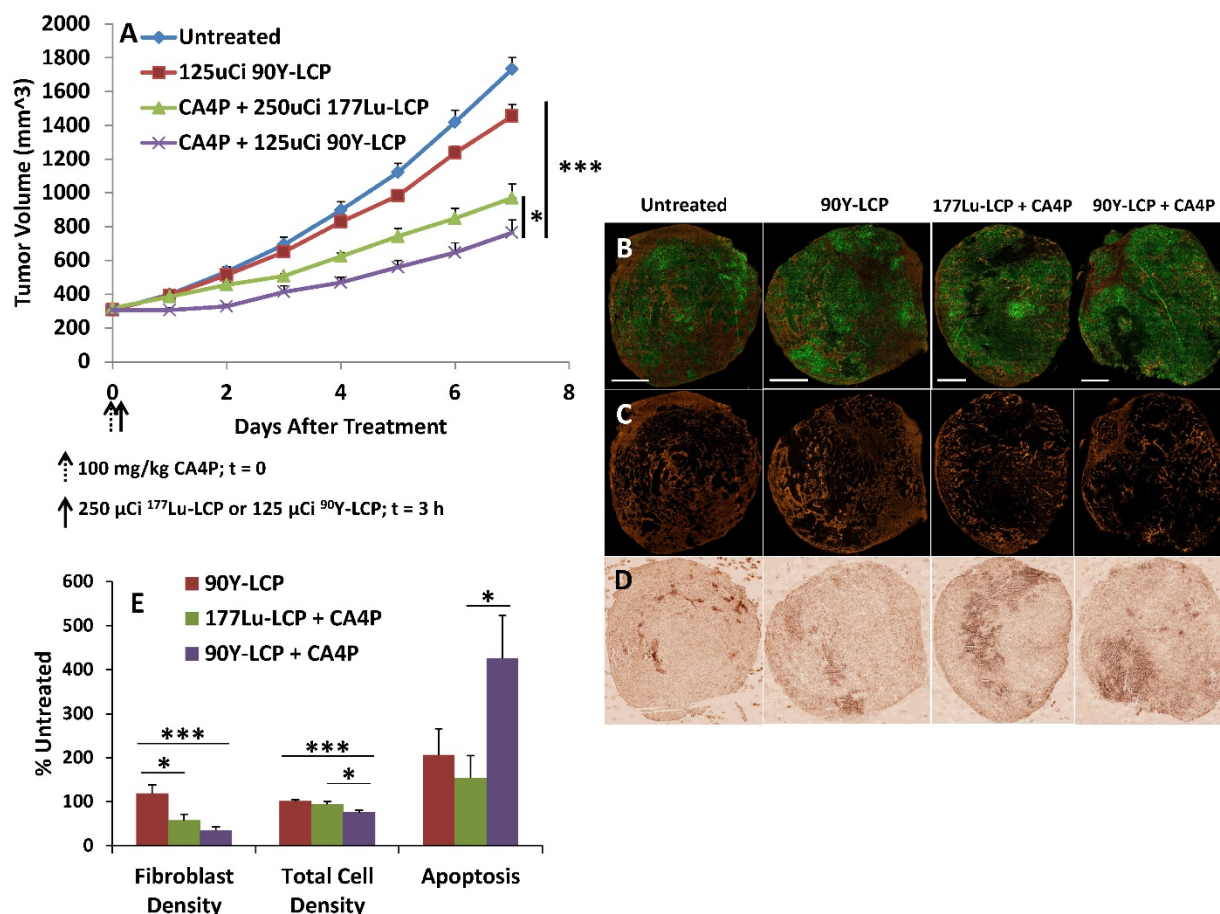 2000
1800
1600
1400
1200
1000
800
600
400
200
0
Tumor Volume (mm^3)
A
Untreated
125uCi 90Y-LCP
CA4P + 250uCi 177Lu-LCP
CA4P + 125uCi 90Y-LCP
***
*
0 2 4 6 8
Days After Treatment
100 mg/kg CA4P; t = 0
250 µCi ¹⁷⁷Lu-LCP or 125 µCi ⁹⁰Y-LCP; t = 3 h
Untreated 90Y-LCP 177Lu-LCP + CA4P 90Y-LCP + CA4P
B
C
D
600
500
400
300
200
100
0
% Untreated
E
90Y-LCP
177Lu-LCP + CA4P
90Y-LCP + CA4P
***
*
***
*
*
Fibroblast
Density
Total Cell
Density
Apoptosis